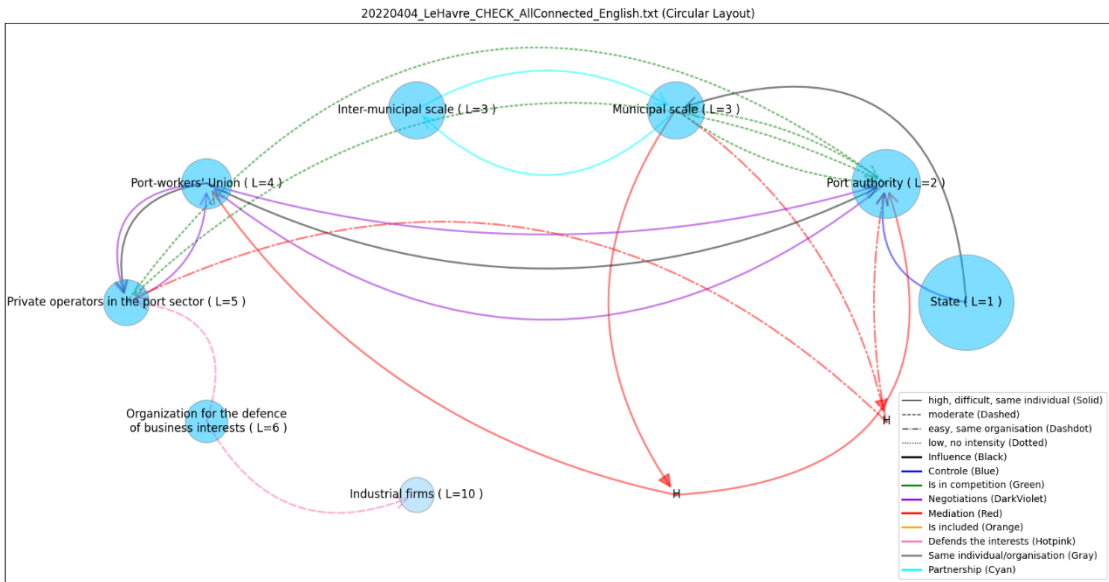 20220404_LeHavre_CHECK_AllConnected_English.txt (Circular Layout)
Inter-municipal scale ( L=3 )
Municipal scale ( L=3 )
Port-workers' Union ( L=4 )
Port authority ( L=2 )
Private operators in the port sector ( L=5 )
State ( L=1 )
Organization for the defence
of business interests ( L=6 )
H
Industrial firms ( L=10 )
H
high, difficult, same individual (Solid)
moderate (Dashed)
easy, same organisation (Dashdot)
low, no intensity (Dotted)
Influence (Black)
Controle (Blue)
Is in competition (Green)
Negotiations (DarkViolet)
Mediation (Red)
Is included (Orange)
Defends the interests (Hotpink)
Same individual/organisation (Gray)
Partnership (Cyan)